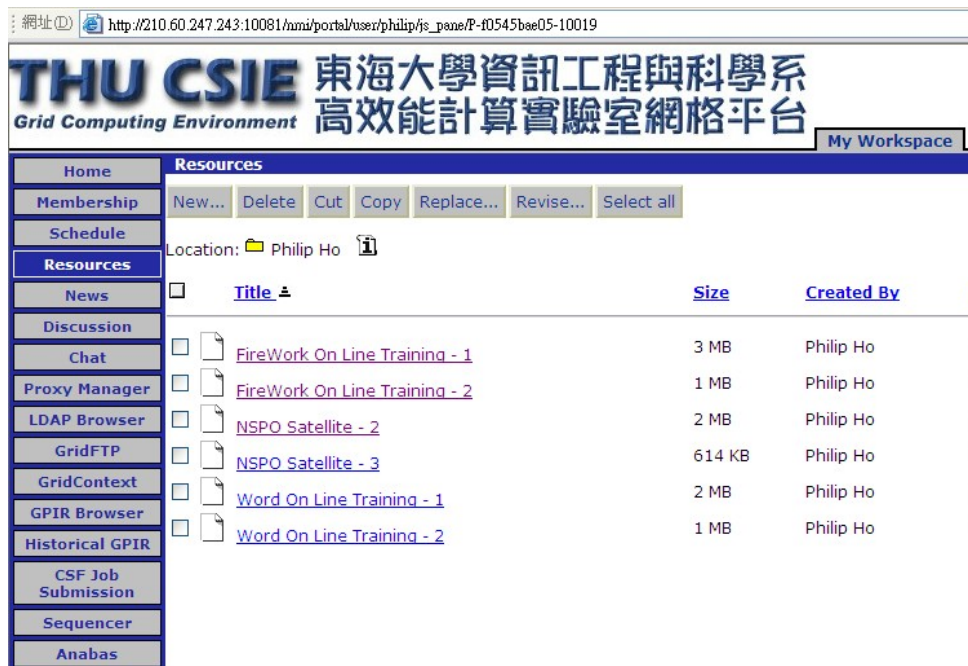 網址(D) http://210.60.247.243:10081/nmi/portal/user/philip/js_pane/P-f0545bae05-10019
THU CSIE 東海大學資訊工程與科學系
Grid Computing Environment 高效能計算實驗室網格平台
My Workspace
Home
Membership
Schedule
Resources
News
Discussion
Chat
Proxy Manager
LDAP Browser
GridFTP
GridContext
GPIR Browser
Historical GPIR
CSF Job
Submission
Sequencer
Anabas
Resources
New... Delete Cut Copy Replace... Revise... Select all
Location: Philip Ho
Title Size Created By
FireWork On Line Training - 1 3 MB Philip Ho
FireWork On Line Training - 2 1 MB Philip Ho
NSPO Satellite - 2 2 MB Philip Ho
NSPO Satellite - 3 614 KB Philip Ho
Word On Line Training - 1 2 MB Philip Ho
Word On Line Training - 2 1 MB Philip Ho